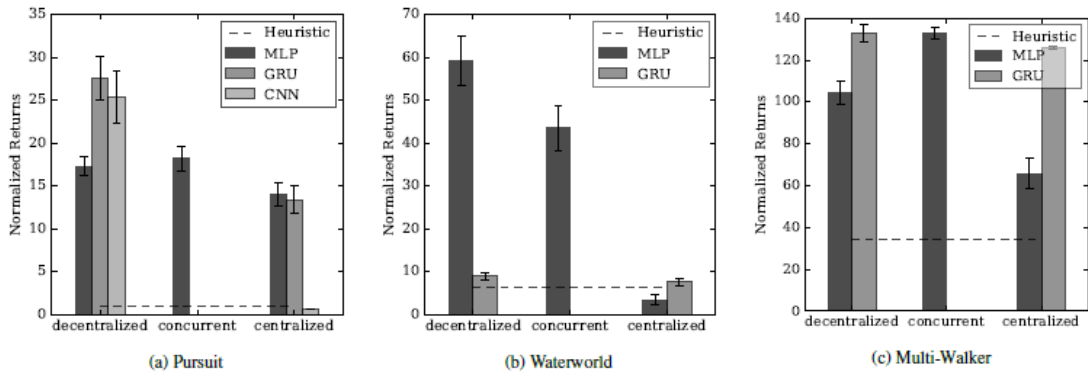 35
30
25
20
15
10
5
0
Normalized Returns
Heuristic
MLP
GRU
CNN
decentralized concurrent centralized
(a) Pursuit
70
60
50
40
30
20
10
0
Normalized Returns
Heuristic
MLP
GRU
decentralized concurrent centralized
(b) Waterworld
140
120
100
80
60
40
20
0
Normalized Returns
Heuristic
MLP
GRU
decentralized concurrent centralized
(c) Multi-Walker